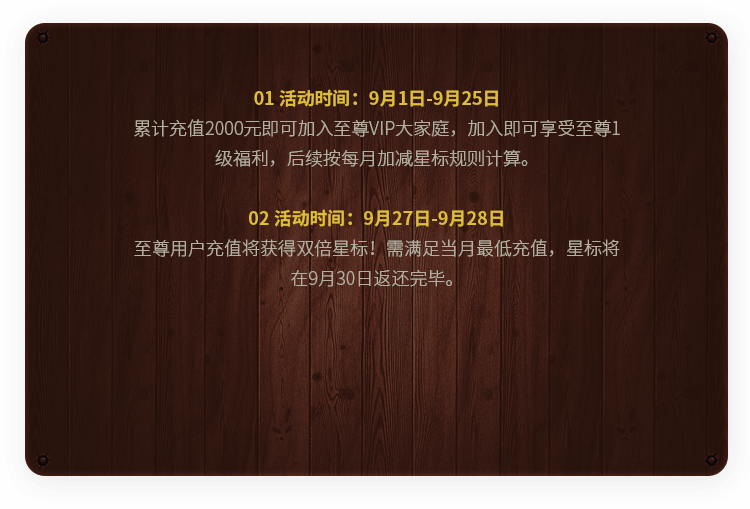 01 活动时间：9月1日-9月25日
累计充值2000元即可加入至尊VIP大家庭，加入即可享受至尊1
级福利，后续按每月加减星标规则计算。
02 活动时间：9月27日-9月28日
至尊用户充值将获得双倍星标！需满足当月最低充值，星标将
在9月30日返还完毕。